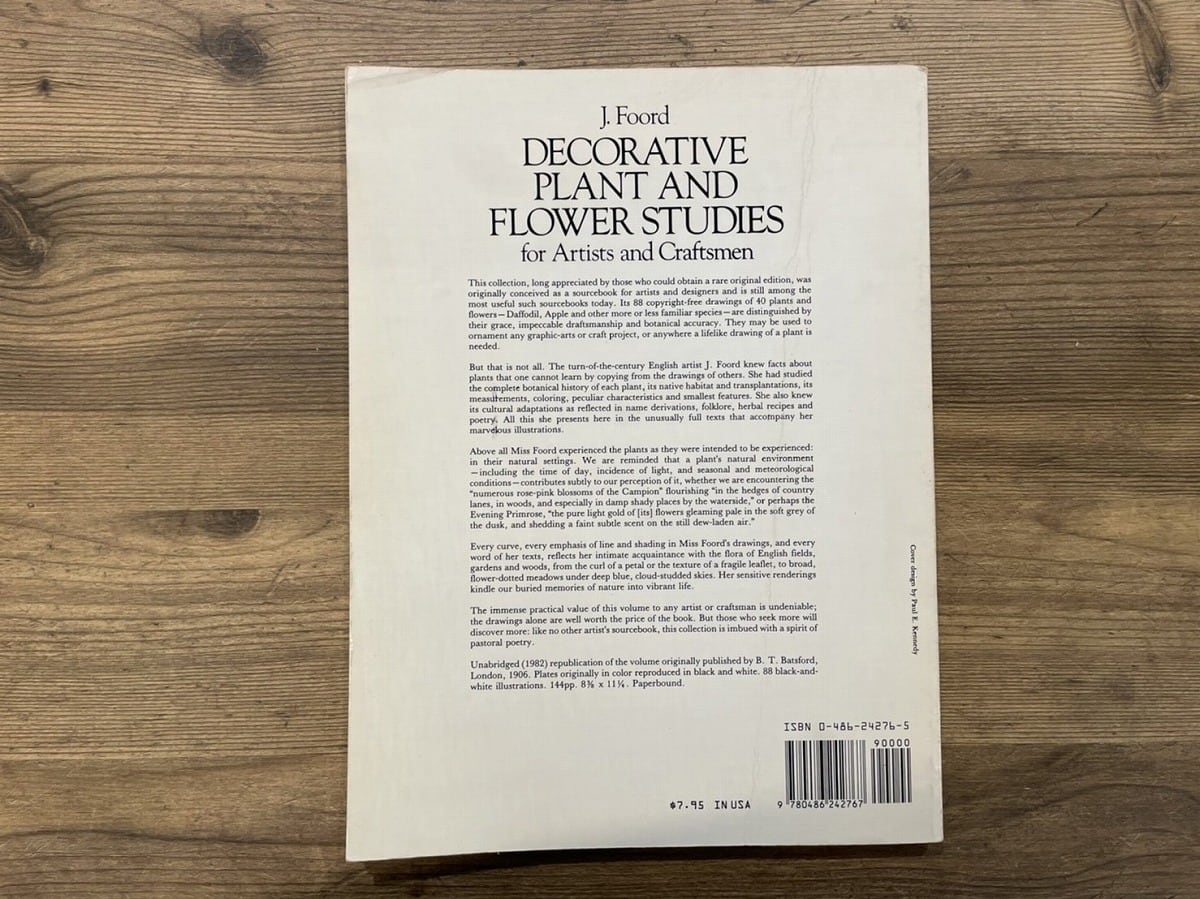 J. Foord
DECORATIVE
PLANT AND
FLOWER STUDIES
for Artists and Craftsmen
This collection, long appreciated by those who could obtain a rare original edition, was
originally conceived as a sourcebook for artists and designers and is still among the
most useful such sourcebooks today. Its 88 copyright-free drawings of 40 plants and
flowers—Daffodil, Apple and other more or less familiar species—are distinguished by
their grace, impeccable draftsmanship and botanical accuracy. They may be used to
ornament any graphic-arts or craft project, or anywhere a lifelike drawing of a plant is
needed.
But that is not all. The turn-of-the-century English artist J. Foord knew facts about
plants that one cannot learn by copying from the drawings of others. She had studied
the complete botanical history of each plant, its native habitat and transplantations, its
measurements, coloring, peculiar characteristics and smallest features. She also knew
its cultural adaptations as reflected in name derivations, folklore, herbal recipes and
poetry. All this she presents here in the unusually full texts that accompany her
marvelous illustrations.
Above all Miss Foord experienced the plants as they were intended to be experienced:
in their natural settings. We are reminded that a plant's natural environment
—including the time of day, incidence of light, and seasonal and meteorological
conditions—contributes subtly to our perception of it, whether we are encountering the
"numerous rose-pink blossoms of the Campion" flourishing "in the hedges of country
lanes, in woods, and especially in damp shady places by the waterside," or perhaps the
Evening Primrose, "the pure light gold of [its] flowers gleaming pale in the soft grey of
the dusk, and shedding a faint subtle scent on the still dew-laden air."
Every curve, every emphasis of line and shading in Miss Foord's drawings, and every
word of her texts, reflects her intimate acquaintance with the flora of English fields,
gardens and woods, from the curl of a petal or the texture of a fragile leaflet, to broad,
flower-dotted meadows under deep blue, cloud-studded skies. Her sensitive renderings
kindle our buried memories of nature into vibrant life.
The immense practical value of this volume to any artist or craftsman is undeniable;
the drawings alone are well worth the price of the book. But those who seek more will
discover more: like no other artist's sourcebook, this collection is imbued with a spirit of
pastoral poetry.
Unabridged (1982) republication of the volume originally published by B. T. Batsford,
London, 1906. Plates originally in color reproduced in black and white. 88 black-and-
white illustrations. 144pp. 8⅜ x 11¼. Paperbound.
Cover design by Paul E. Kennedy
ISBN 0-486-24276-5
90000
$7.95 IN USA
9 780486 242767